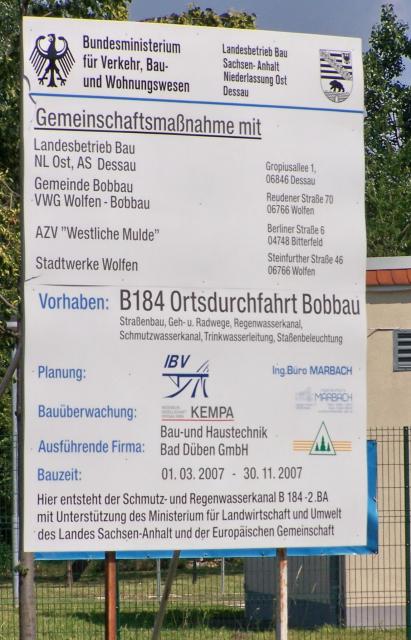 Bundesministerium
für Verkehr, Bau-
und Wohnungswesen
Landesbetrieb Bau
Sachsen-Anhalt
Niederlassung Ost
Dessau
Gemeinschaftsmaßnahme mit
Landesbetrieb Bau
NL Ost, AS Dessau
Gropiusallee 1,
06846 Dessau
Gemeinde Bobbau
VWG Wolfen - Bobbau
Reudener Straße 70
06766 Wolfen
AZV "Westliche Mulde"
Berliner Straße 6
04748 Bitterfeld
Stadtwerke Wolfen
Steinfurther Straße 46
06766 Wolfen
Vorhaben: B184 Ortsdurchfahrt Bobbau
Straßenbau, Geh- u. Radwege, Regenwasserkanal,
Schmutzwasserkanal, Trinkwasserleitung, Staßenbeleuchtung
Planung:
IBV
Ing.Büro MARBACH
MARBACH
Bauüberwachung:
KEMPA
Ausführende Firma:
Bau-und Haustechnik
Bad Düben GmbH
Bauzeit: 01. 03. 2007 - 30. 11. 2007
Hier entsteht der Schmutz- und Regenwasserkanal B 184 -2.BA
mit Unterstützung des Ministerium für Landwirtschaft und Umwelt
des Landes Sachsen-Anhalt und der Europäischen Gemeinschaft